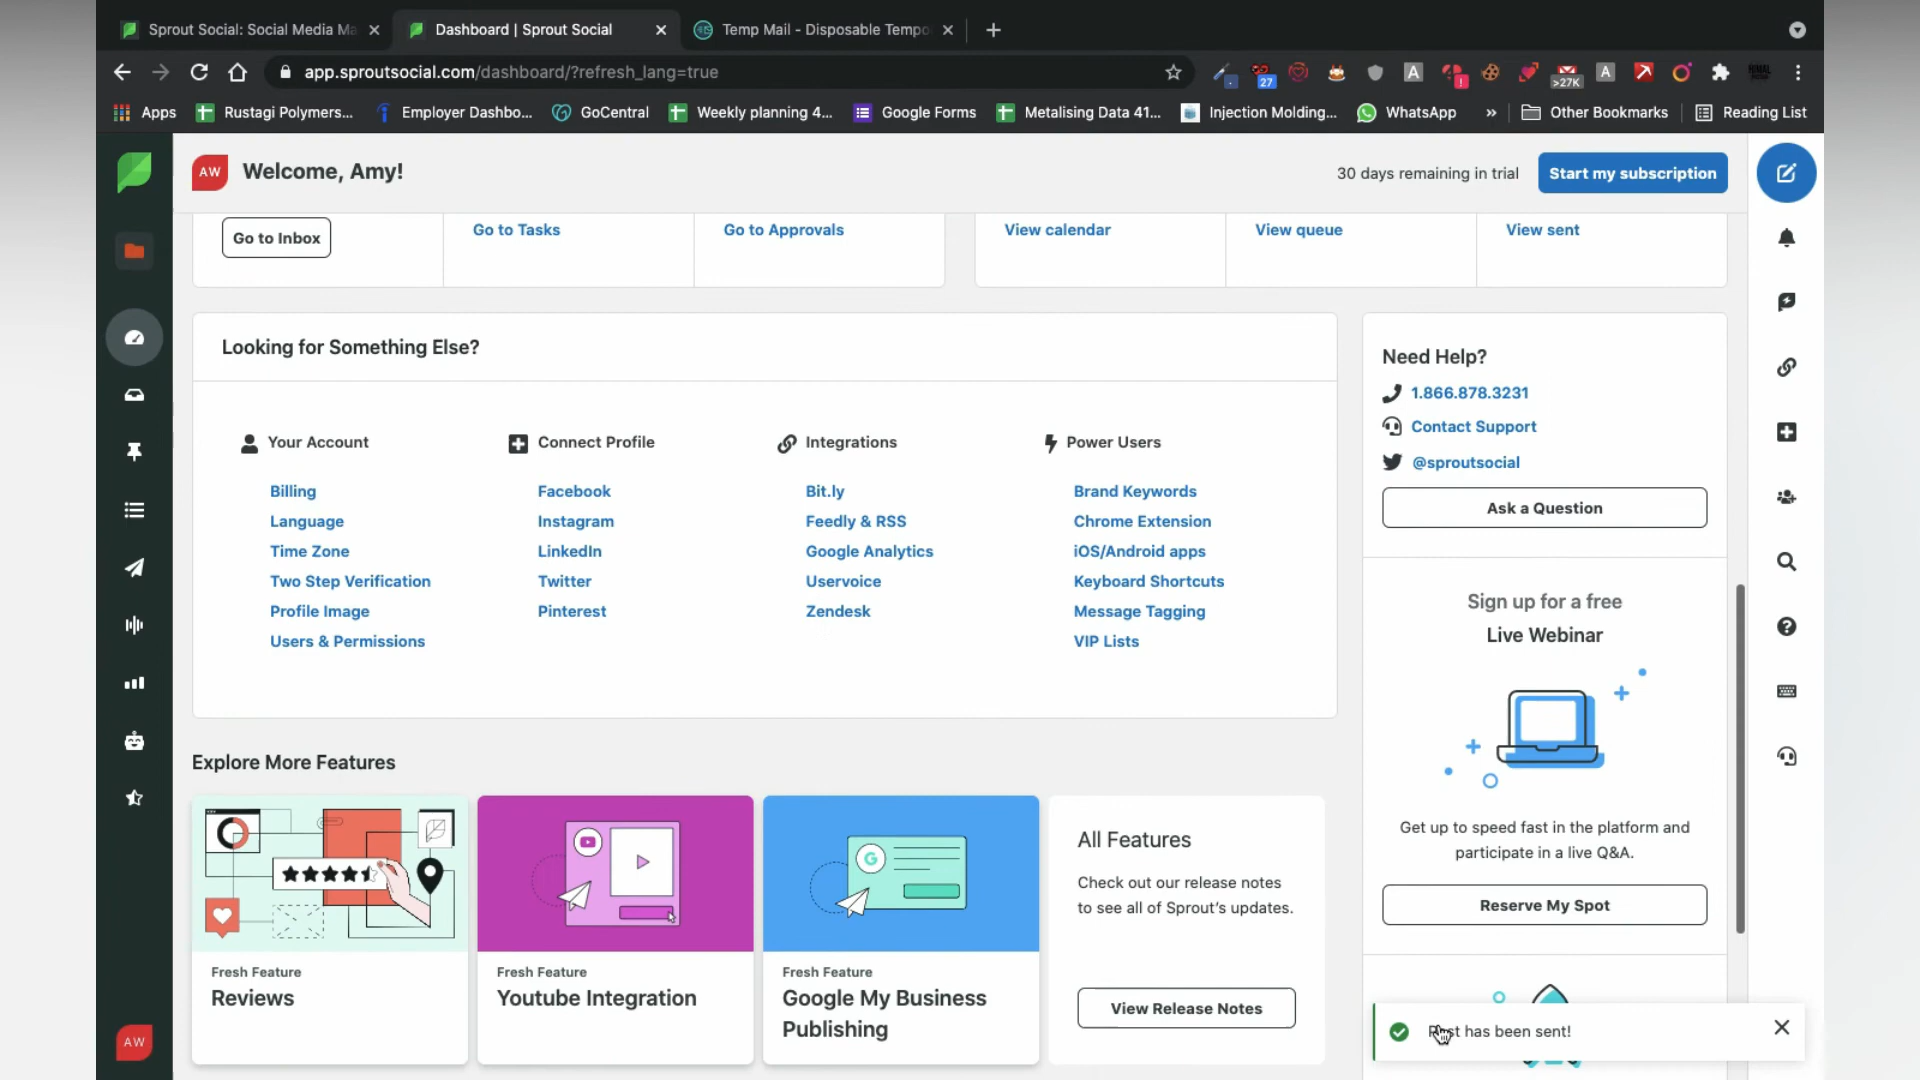 Sprout Social: Social Media Ma
Dashboard | Sprout Social
Temp Mail - Disposable Tempo
app.sproutsocial.com/dashboard/?refresh_lang=true
27
A
!
>27K
A
Apps
Rustagi Polymers...
Employer Dashbo...
GoCentral
Weekly planning 4...
Google Forms
Metalising Data 41...
Injection Molding...
WhatsApp
»
Other Bookmarks
Reading List
AW
Welcome, Amy!
30 days remaining in trial
Start my subscription
Go to Inbox
Go to Tasks
Go to Approvals
View calendar
View queue
View sent
Looking for Something Else?
Your Account
Billing
Language
Time Zone
Two Step Verification
Profile Image
Users & Permissions
Connect Profile
Facebook
Instagram
LinkedIn
Twitter
Pinterest
Integrations
Bit.ly
Feedly & RSS
Google Analytics
Uservoice
Zendesk
Power Users
Brand Keywords
Chrome Extension
iOS/Android apps
Keyboard Shortcuts
Message Tagging
VIP Lists
Need Help?
1.866.878.3231
Contact Support
@sproutsocial
Ask a Question
Sign up for a free
Live Webinar
Get up to speed fast in the platform and
participate in a live Q&A.
Reserve My Spot
Explore More Features
Fresh Feature
Reviews
Fresh Feature
Youtube Integration
G
Fresh Feature
Google My Business
Publishing
All Features
Check out our release notes
to see all of Sprout's updates.
View Release Notes
has been sent!
AW